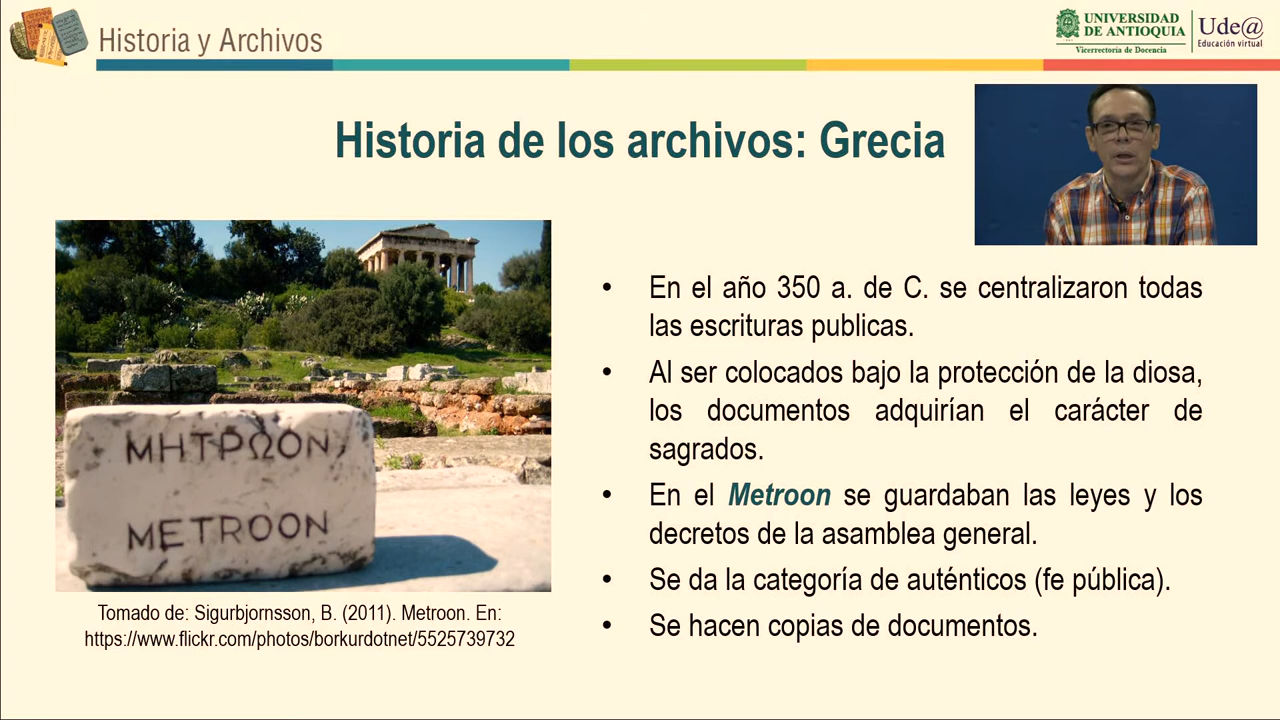 Historia y Archivos
UNIVERSIDAD
DE ANTIOQUIA
Vicerrectoría de Docencia
Ude@
Educación virtual
Historia de los archivos: Grecia
ΜΗΤΡΩΟΝ
METROON
Tomado de: Sigurbjornsson, B. (2011). Metroon. En:
https://www.flickr.com/photos/borkurdotnet/5525739732
• En el año 350 a. de C. se centralizaron todas
las escrituras publicas.
• Al ser colocados bajo la protección de la diosa,
los documentos adquirían el carácter de
sagrados.
• En el Metroon se guardaban las leyes y los
decretos de la asamblea general.
• Se da la categoría de auténticos (fe pública).
• Se hacen copias de documentos.